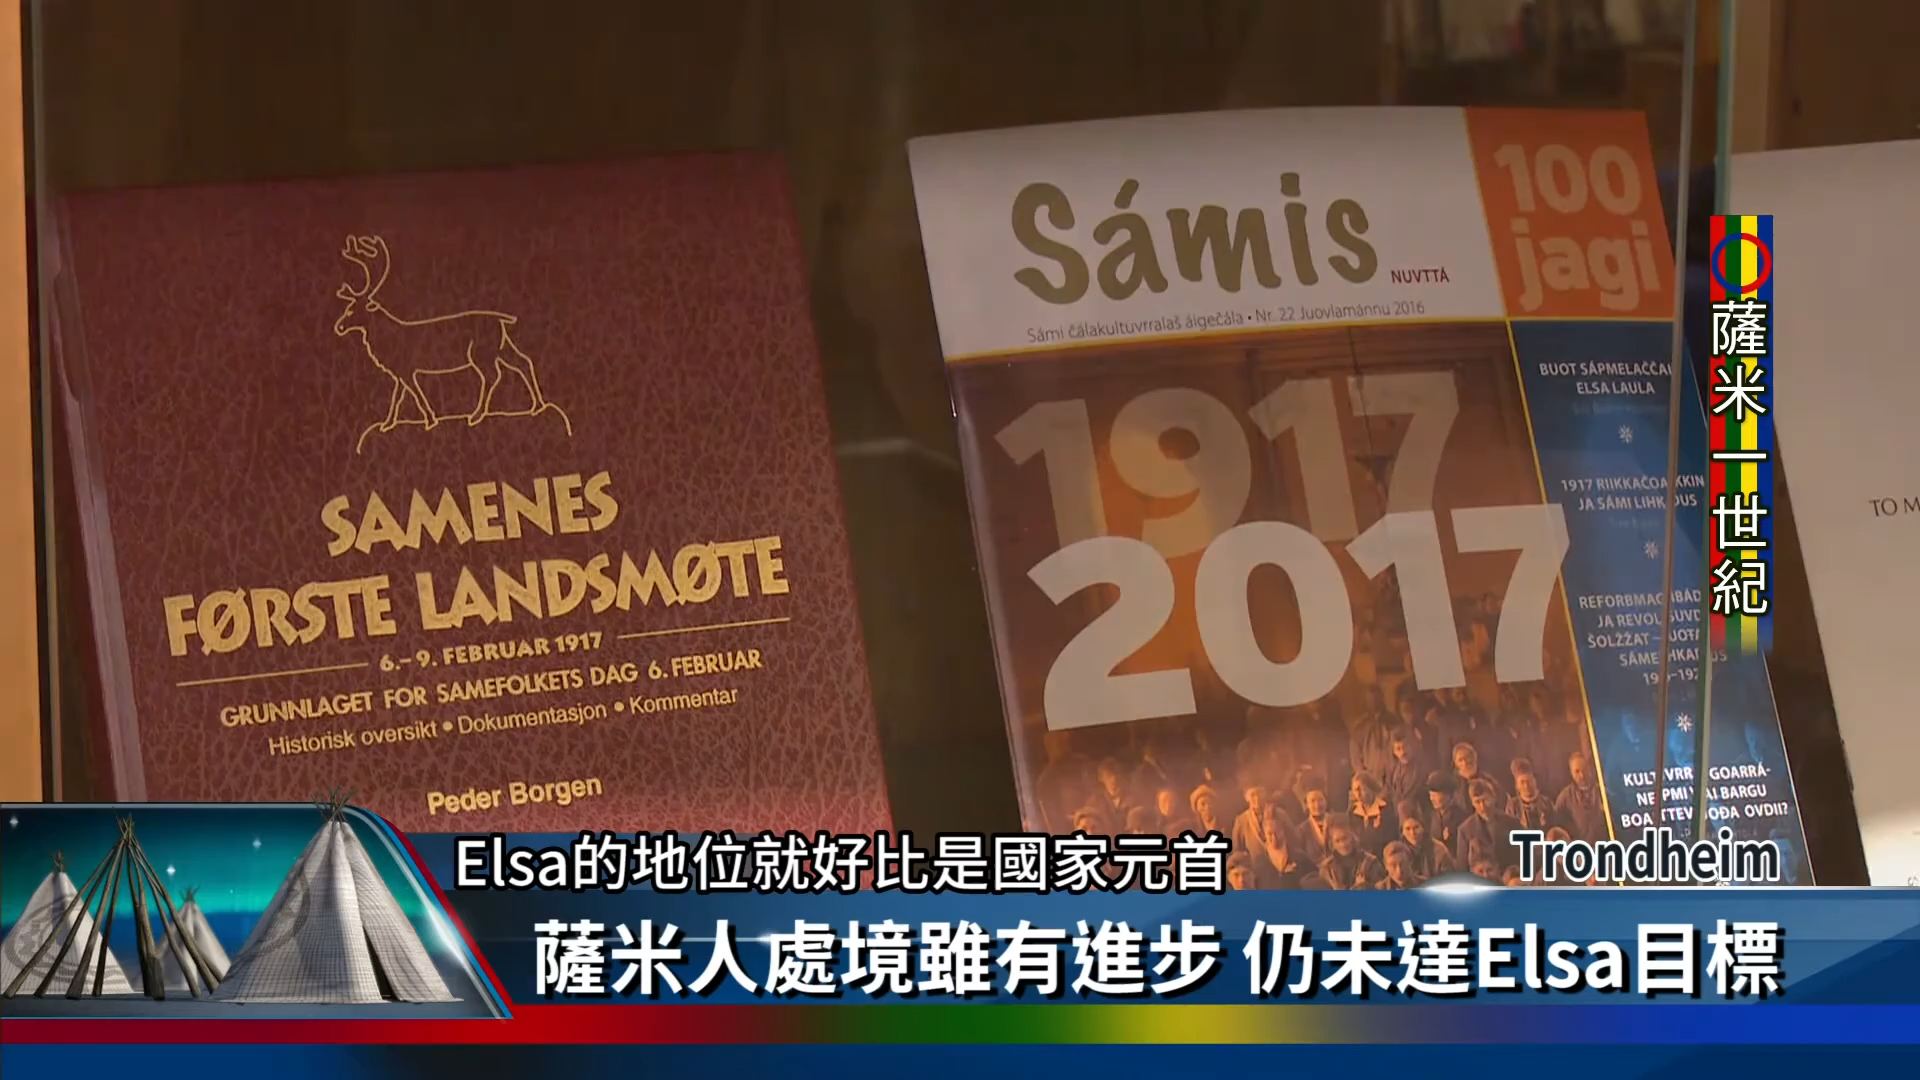 SAMENES
FØRSTE LANDSMØTE
6.–9. FEBRUAR 1917
GRUNNLAGET FOR SAMEFOLKETS DAG 6. FEBRUAR
Historisk oversikt • Dokumentasjon • Kommentar
Peder Borgen
Sámis
NUVTTÁ
Sámi čálakultuvrralaš áigečála • Nr. 22 Juovlamánnu 2016
100
jagi
1917
2017
BUOT SÁPMELAČČAI
ELSA LAULA
JA SÁMI
TO M
薩米一世紀
Elsa的地位就好比是國家元首
Trondheim
薩米人處境雖有進步 仍未達Elsa目標